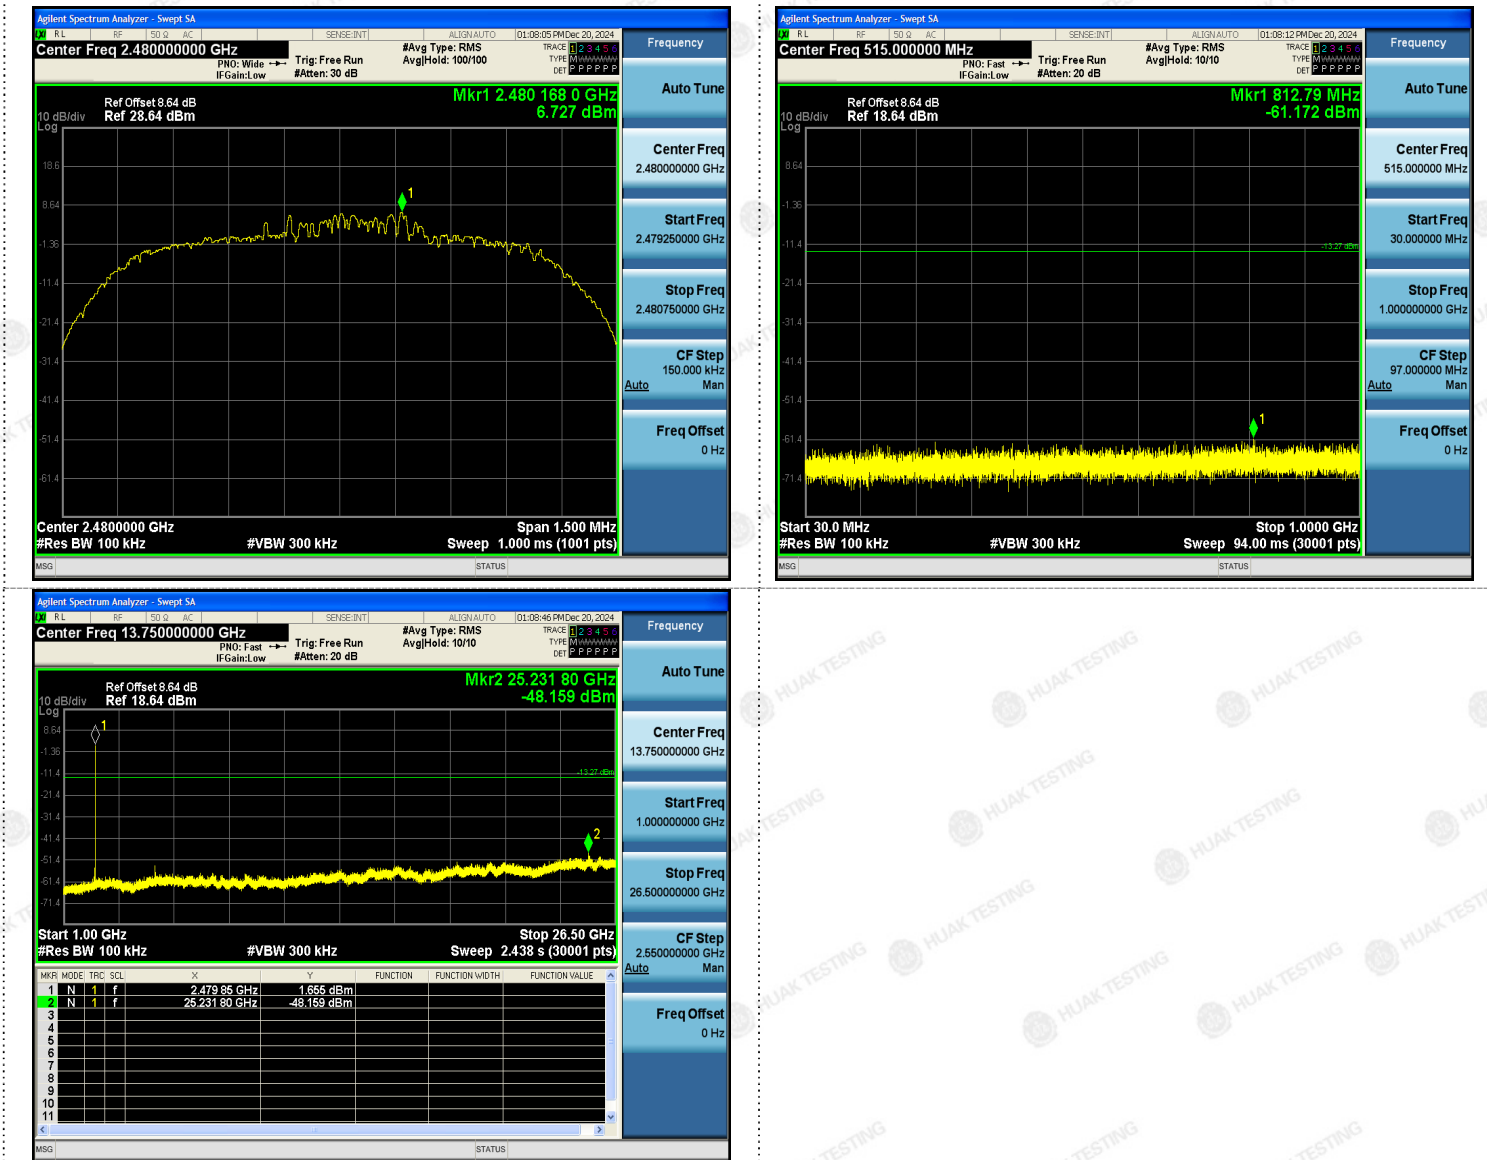 Agilent Spectrum Analyzer - Swept SA
RL RF 50 Ω AC SENSE:INT ALIGN AUTO 01:08:05 PM Dec 20, 2024
Center Freq 2.480000000 GHz
PNO: Wide
IFGain:Low
Trig: Free Run
#Atten: 30 dB
#Avg Type: RMS
Avg|Hold: 100/100
TRACE 1 2 3 4 5 6
TYPE M WWWWW
DET P P P P P P
Frequency
Mkr1 2.480 168 0 GHz
6.727 dBm
Ref Offset 8.64 dB
Ref 28.64 dBm
10 dB/div
Log
18.6
8.64
-1.36
-11.4
-21.4
-31.4
-41.4
-51.4
-61.4
1
Center 2.4800000 GHz
Span 1.500 MHz
#Res BW 100 kHz
#VBW 300 kHz
Sweep 1.000 ms (1001 pts)
Auto Tune
Center Freq
2.480000000 GHz
Start Freq
2.479250000 GHz
Stop Freq
2.480750000 GHz
CF Step
150.000 kHz
Auto Man
Freq Offset
0 Hz
MSG STATUS
Agilent Spectrum Analyzer - Swept SA
RL RF 50 Ω AC SENSE:INT ALIGN AUTO 01:08:12 PM Dec 20, 2024
Center Freq 515.000000 MHz
PNO: Fast
IFGain:Low
Trig: Free Run
#Atten: 20 dB
#Avg Type: RMS
Avg|Hold: 10/10
TRACE 1 2 3 4 5 6
TYPE M WWWWW
DET P P P P P P
Frequency
Mkr1 812.79 MHz
-61.172 dBm
Ref Offset 8.64 dB
Ref 18.64 dBm
10 dB/div
Log
8.64
-1.36
-11.4
-21.4
-31.4
-41.4
-51.4
-61.4
-71.4
-13.27 dBm
1
Start 30.0 MHz
Stop 1.0000 GHz
#Res BW 100 kHz
#VBW 300 kHz
Sweep 94.00 ms (30001 pts)
Auto Tune
Center Freq
515.000000 MHz
Start Freq
30.000000 MHz
Stop Freq
1.000000000 GHz
CF Step
97.000000 MHz
Auto Man
Freq Offset
0 Hz
MSG STATUS
Agilent Spectrum Analyzer - Swept SA
RL RF 50 Ω AC SENSE:INT ALIGN AUTO 01:08:46 PM Dec 20, 2024
Center Freq 13.750000000 GHz
PNO: Fast
IFGain:Low
Trig: Free Run
#Atten: 20 dB
#Avg Type: RMS
Avg|Hold: 10/10
TRACE 1 2 3 4 5 6
TYPE M WWWWW
DET P P P P P P
Frequency
Mkr2 25.231 80 GHz
-48.159 dBm
Ref Offset 8.64 dB
Ref 18.64 dBm
10 dB/div
Log
8.64
-1.36
-11.4
-21.4
-31.4
-41.4
-51.4
-61.4
-71.4
-13.27 dBm
1
2
Start 1.00 GHz
Stop 26.50 GHz
#Res BW 100 kHz
#VBW 300 kHz
Sweep 2.438 s (30001 pts)
MKR MODE TRC SCL X Y FUNCTION FUNCTION WIDTH FUNCTION VALUE
1 N 1 f 2.479 85 GHz 1.655 dBm
2 N 1 f 25.231 80 GHz -48.159 dBm
3
4
5
6
7
8
9
10
11
Auto Tune
Center Freq
13.750000000 GHz
Start Freq
1.000000000 GHz
Stop Freq
26.500000000 GHz
CF Step
2.550000000 GHz
Auto Man
Freq Offset
0 Hz
MSG STATUS
HUAK TESTING
HUAK TESTING
HUAK TESTING
HUAK TESTING
HUAK TESTING
HUAK TESTING
HUAK TESTING
HUAK TESTING
HUAK TESTING